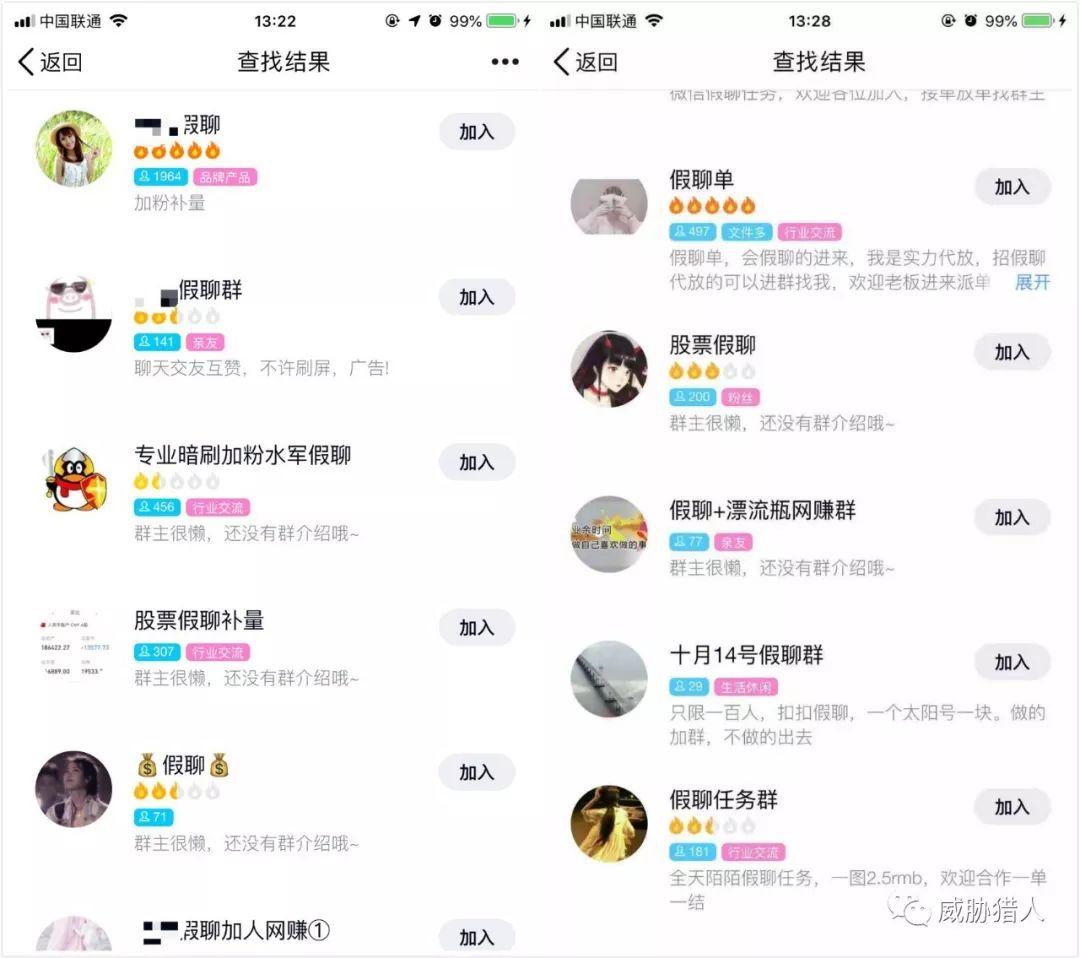 中国联通
13:22
99%
返回
查找结果
假聊
加入
1964
品牌产品
加粉补量
假聊群
加入
141
亲友
聊天交友互赞，不许刷屏，广告!
专业暗刷加粉水军假聊
加入
456
行业交流
群主很懒，还没有群介绍哦~
股票假聊补量
加入
186422.27
-13577.73
307
行业交流
群主很懒，还没有群介绍哦~
假聊
加入
71
群主很懒，还没有群介绍哦~
假聊加人网赚①
加入
中国联通
13:28
99%
返回
查找结果
微信假聊任务，欢迎各位加入，接单放单找群主
假聊单
加入
497
文件多
行业交流
假聊单，会假聊的进来，我是实力代放，招假聊
代放的可以进群找我，欢迎老板进来派单
展开
股票假聊
加入
200
粉丝
群主很懒，还没有群介绍哦~
假聊+漂流瓶网赚群
加入
业余时间
做自己喜欢做的事
77
亲友
群主很懒，还没有群介绍哦~
十月14号假聊群
加入
29
生活休闲
只限一百人，扣扣假聊，一个太阳号一块。做的
加群，不做的出去
假聊任务群
加入
181
行业交流
全天陌陌假聊任务，一图2.5rmb，欢迎合作一单
一结
威胁猎人